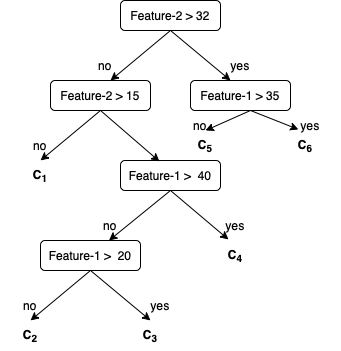 Feature-2 > 32
no
yes
Feature-2 > 15
Feature-1 > 35
no
yes
no
C5
C6
C1
Feature-1 > 40
no
yes
Feature-1 > 20
C4
no
yes
C2
C3